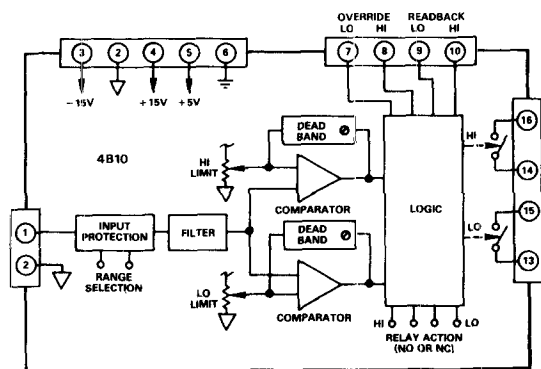 OVERRIDE READBACK
LO HI LO HI
3 2 4 5 6
7 8 9 10
-15V +15V +5V
4B10
DEAD
BAND
HI
LIMIT
COMPARATOR
LOGIC
HI
16
14
1
INPUT
PROTECTION
FILTER
2
RANGE
SELECTION
DEAD
BAND
LO
LIMIT
COMPARATOR
LO
15
13
HI LO
RELAY ACTION
(NO OR NC)